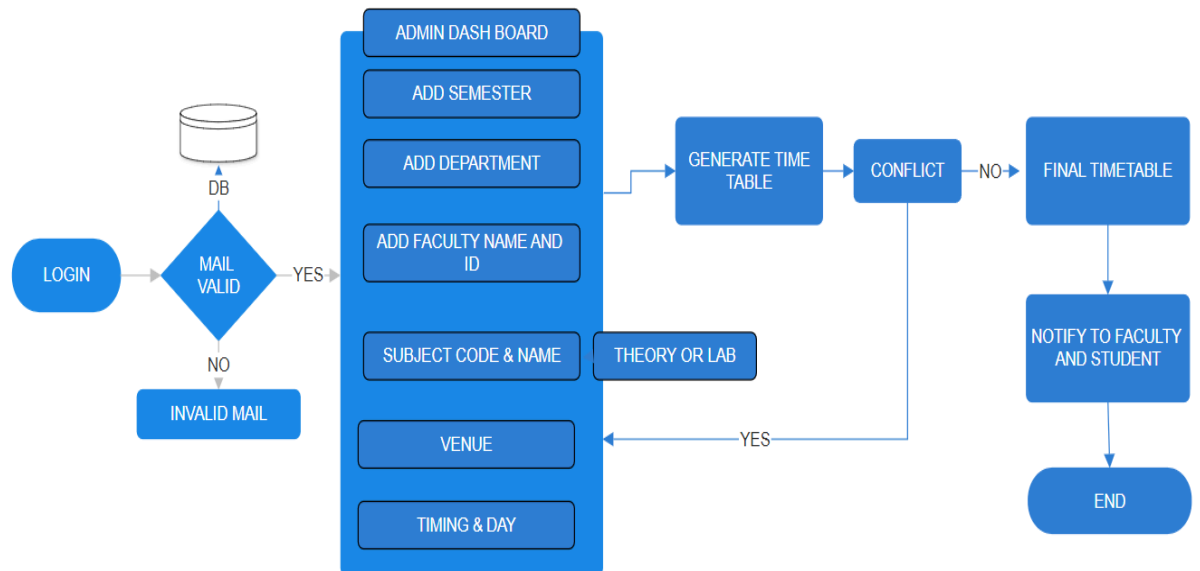 LOGIN
DB
MAIL
VALID
YES
NO
INVALID MAIL
ADMIN DASH BOARD
ADD SEMESTER
ADD DEPARTMENT
ADD FACULTY NAME AND
ID
SUBJECT CODE & NAME
THEORY OR LAB
VENUE
TIMING & DAY
GENERATE TIME
TABLE
CONFLICT
NO
YES
FINAL TIMETABLE
NOTIFY TO FACULTY
AND STUDENT
END